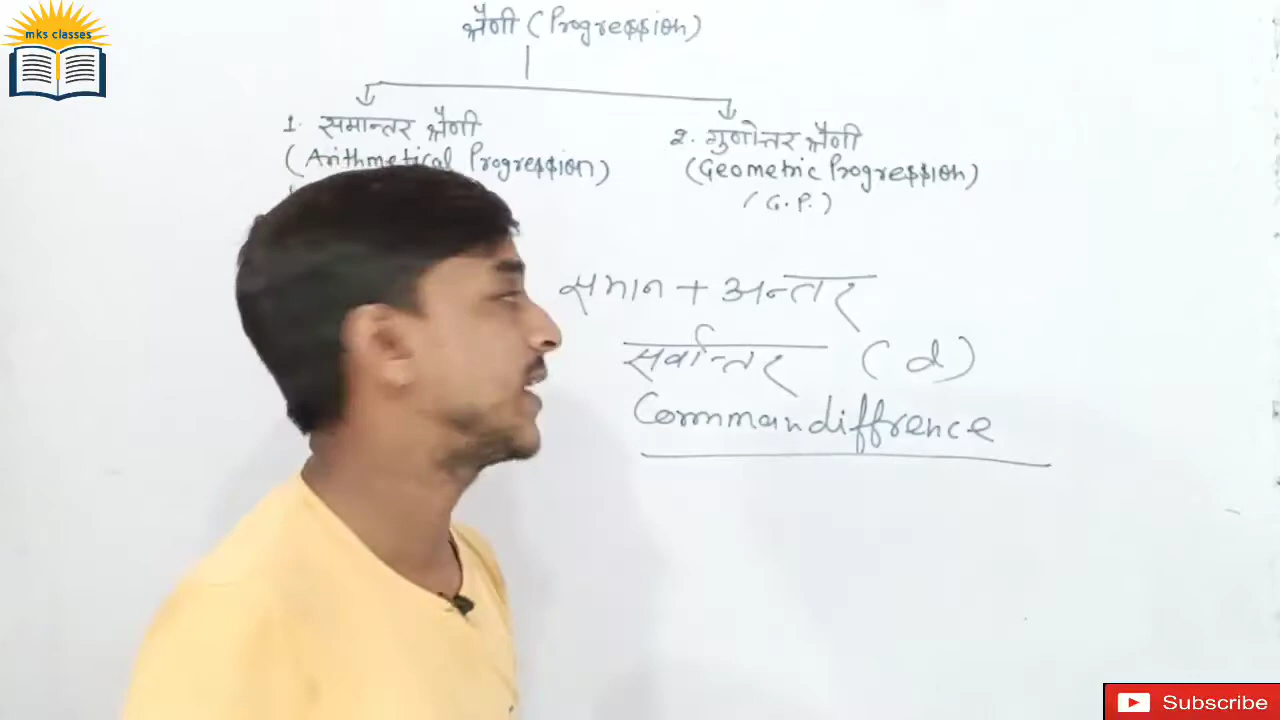 mks classes
श्रेणी (Progression)
1. समान्तर श्रेणी
(Arithmetical Progression)
2. गुणोत्तर श्रेणी
(Geometric Progression)
(G.P.)
समान + अन्तर
सर्वान्तर (d)
Commandiffrence
Subscribe